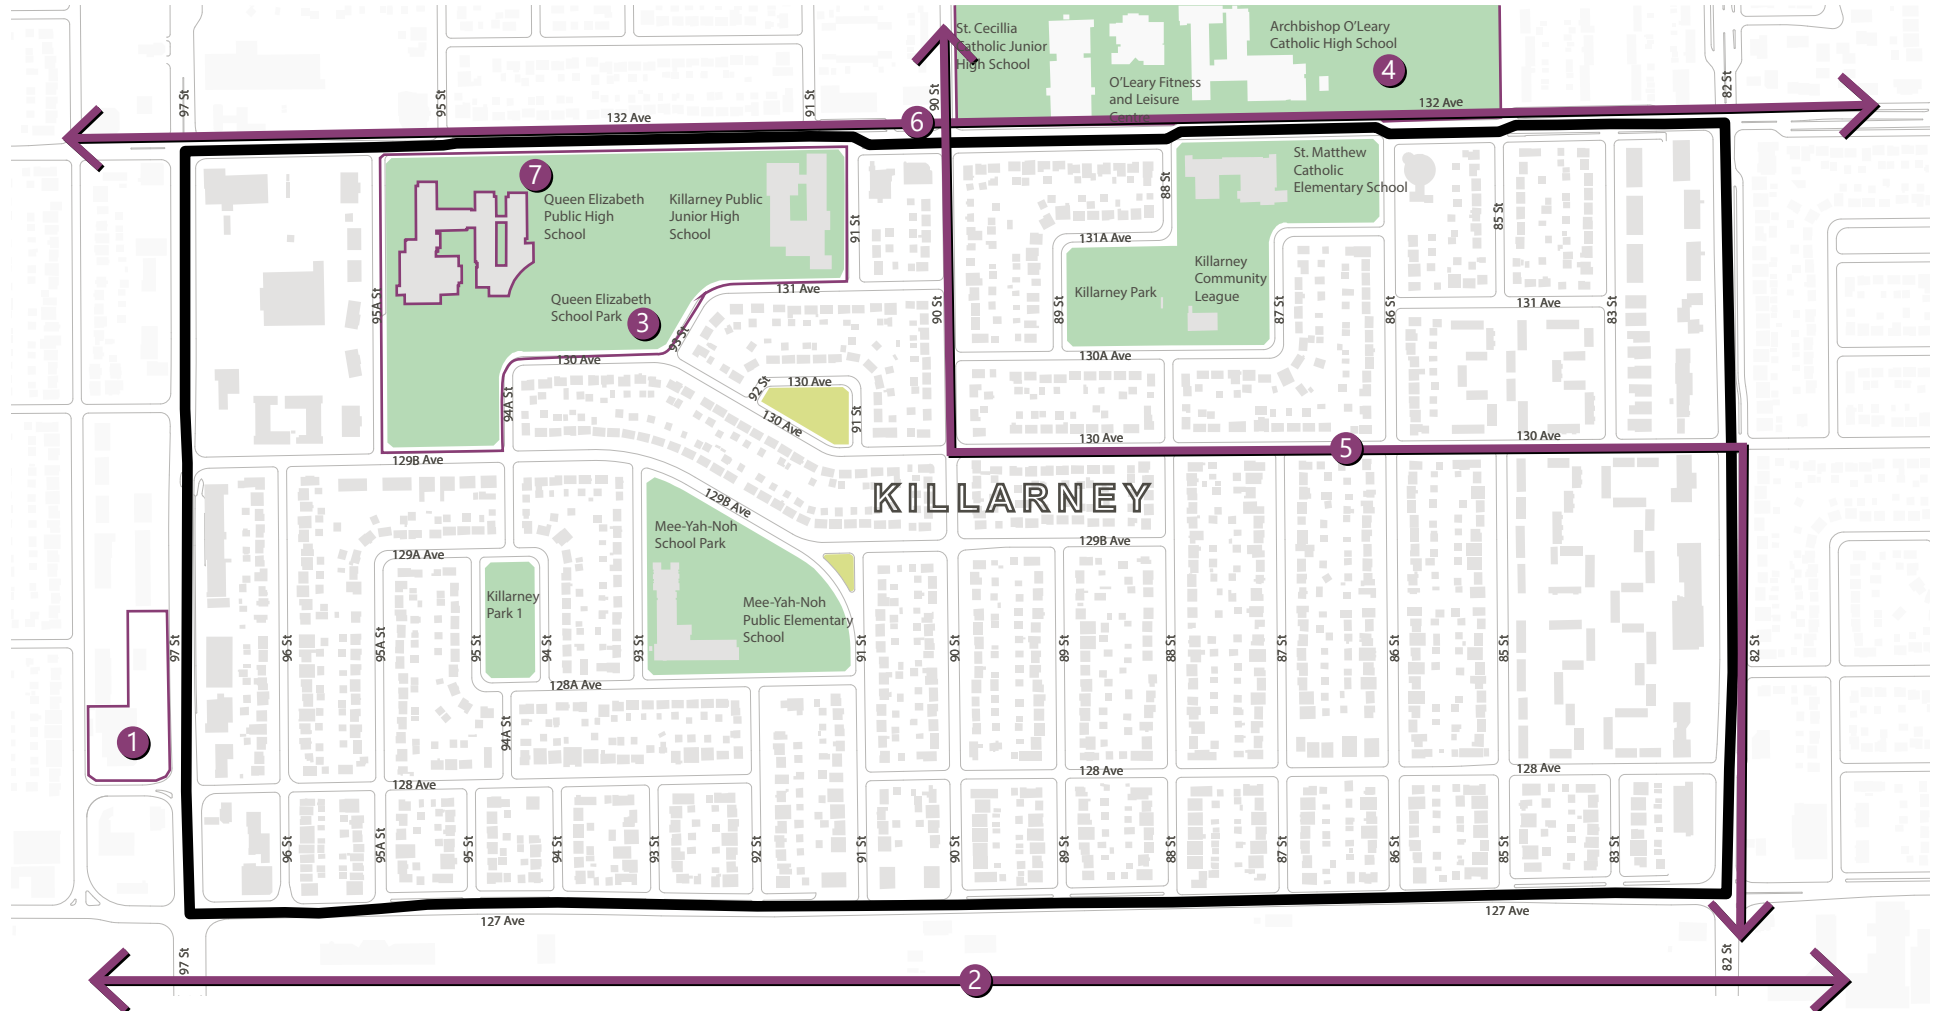 St. Cecillia
Catholic Junior
High School
Archbishop O'Leary
Catholic High School
4
O'Leary Fitness
and Leisure
Centre
97 St
95 St
91 St
90 St
82 St
132 Ave
6
132 Ave
7
Queen Elizabeth
Public High
School
Killarney Public
Junior High
School
91 St
88 St
St. Matthew
Catholic
Elementary School
85 St
131A Ave
Killarney
Community
League
Killarney Park
95A St
Queen Elizabeth
School Park
3
131 Ave
93 St
90 St
89 St
87 St
86 St
131 Ave
83 St
130 Ave
130A Ave
92 St
130 Ave
94A St
130 Ave
91 St
130 Ave
5
130 Ave
129B Ave
KILLARNEY
129B Ave
Mee-Yah-Noh
School Park
129A Ave
129B Ave
Killarney
Park 1
Mee-Yah-Noh
Public Elementary
School
97 St
96 St
95A St
95 St
94 St
93 St
91 St
90 St
89 St
88 St
87 St
86 St
85 St
82 St
128A Ave
94A St
1
128 Ave
128 Ave
128 Ave
96 St
95A St
95 St
94 St
93 St
92 St
91 St
90 St
89 St
88 St
87 St
86 St
85 St
83 St
127 Ave
127 Ave
97 St
82 St
2